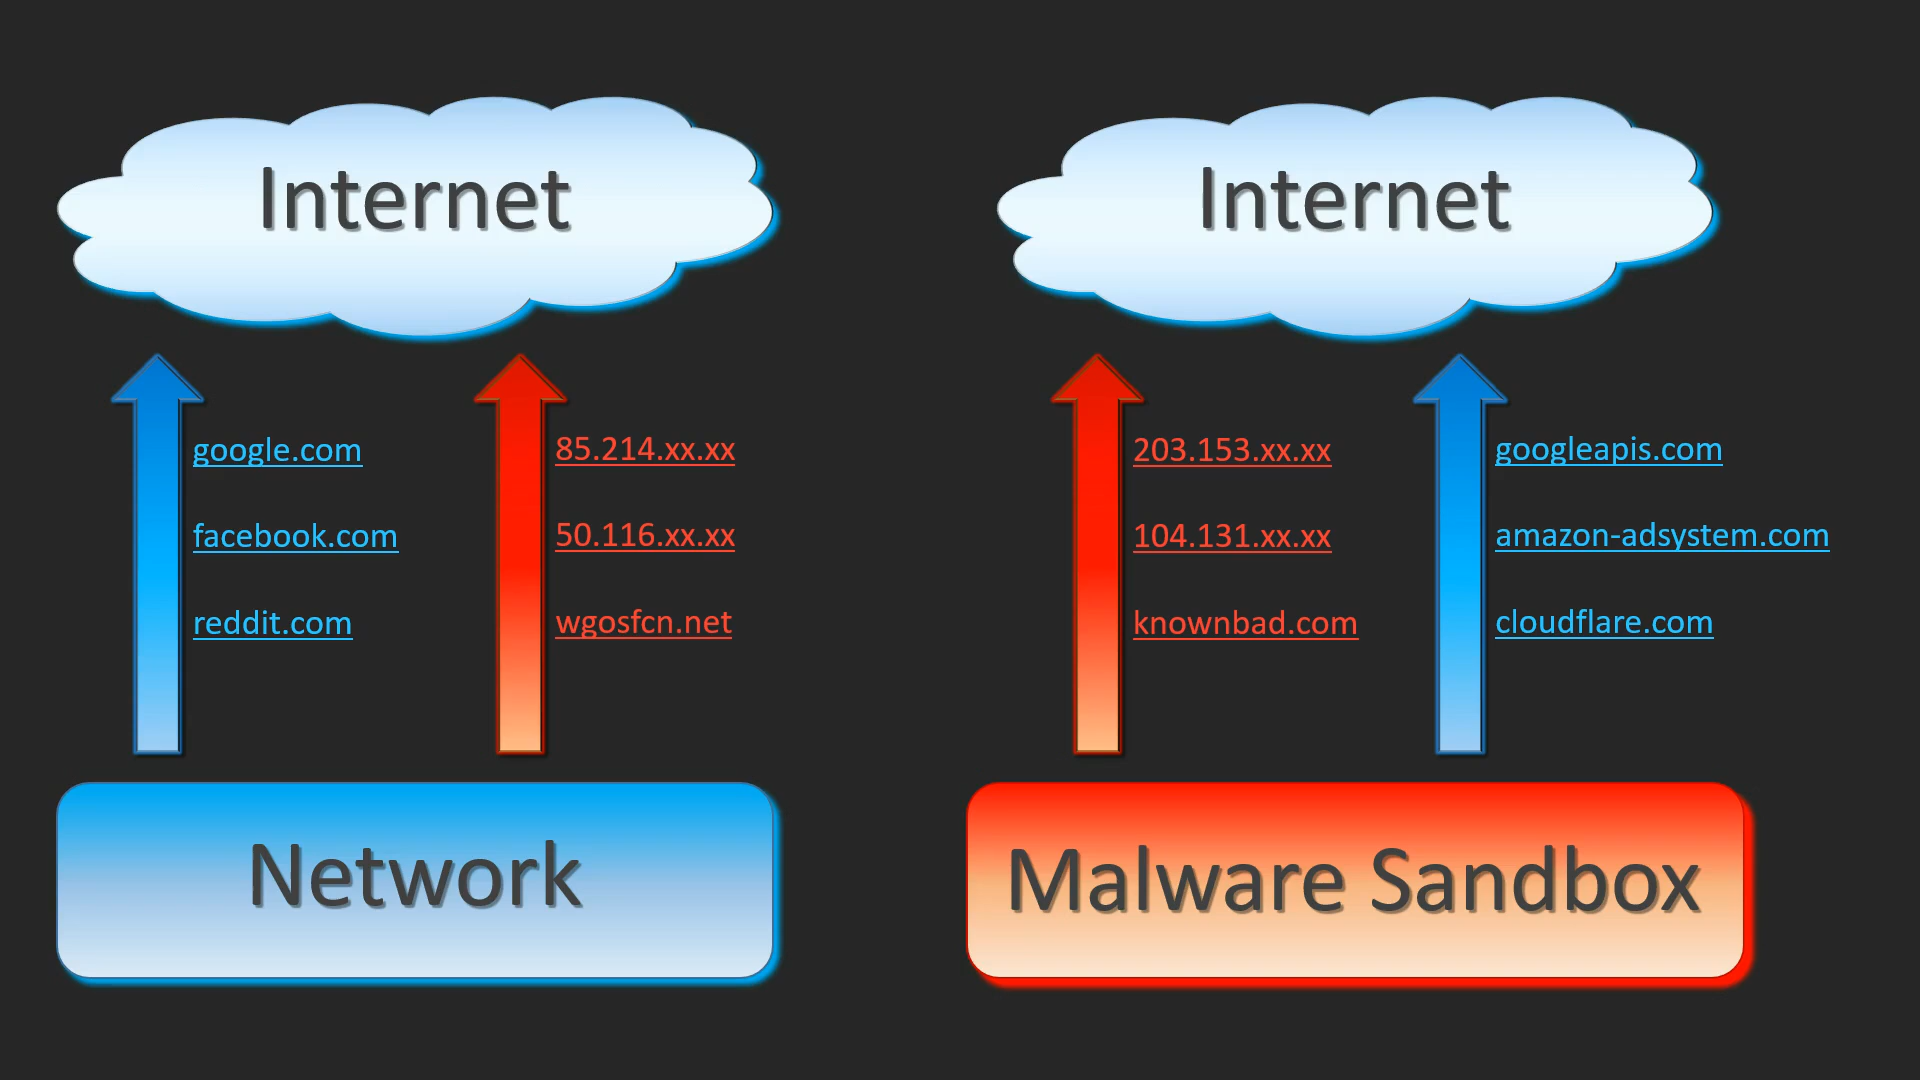 Internet
google.com
facebook.com
reddit.com
85.214.xx.xx
50.116.xx.xx
wgosfcn.net
Network
Internet
203.153.xx.xx
104.131.xx.xx
knownbad.com
googleapis.com
amazon-adsystem.com
cloudflare.com
Malware Sandbox